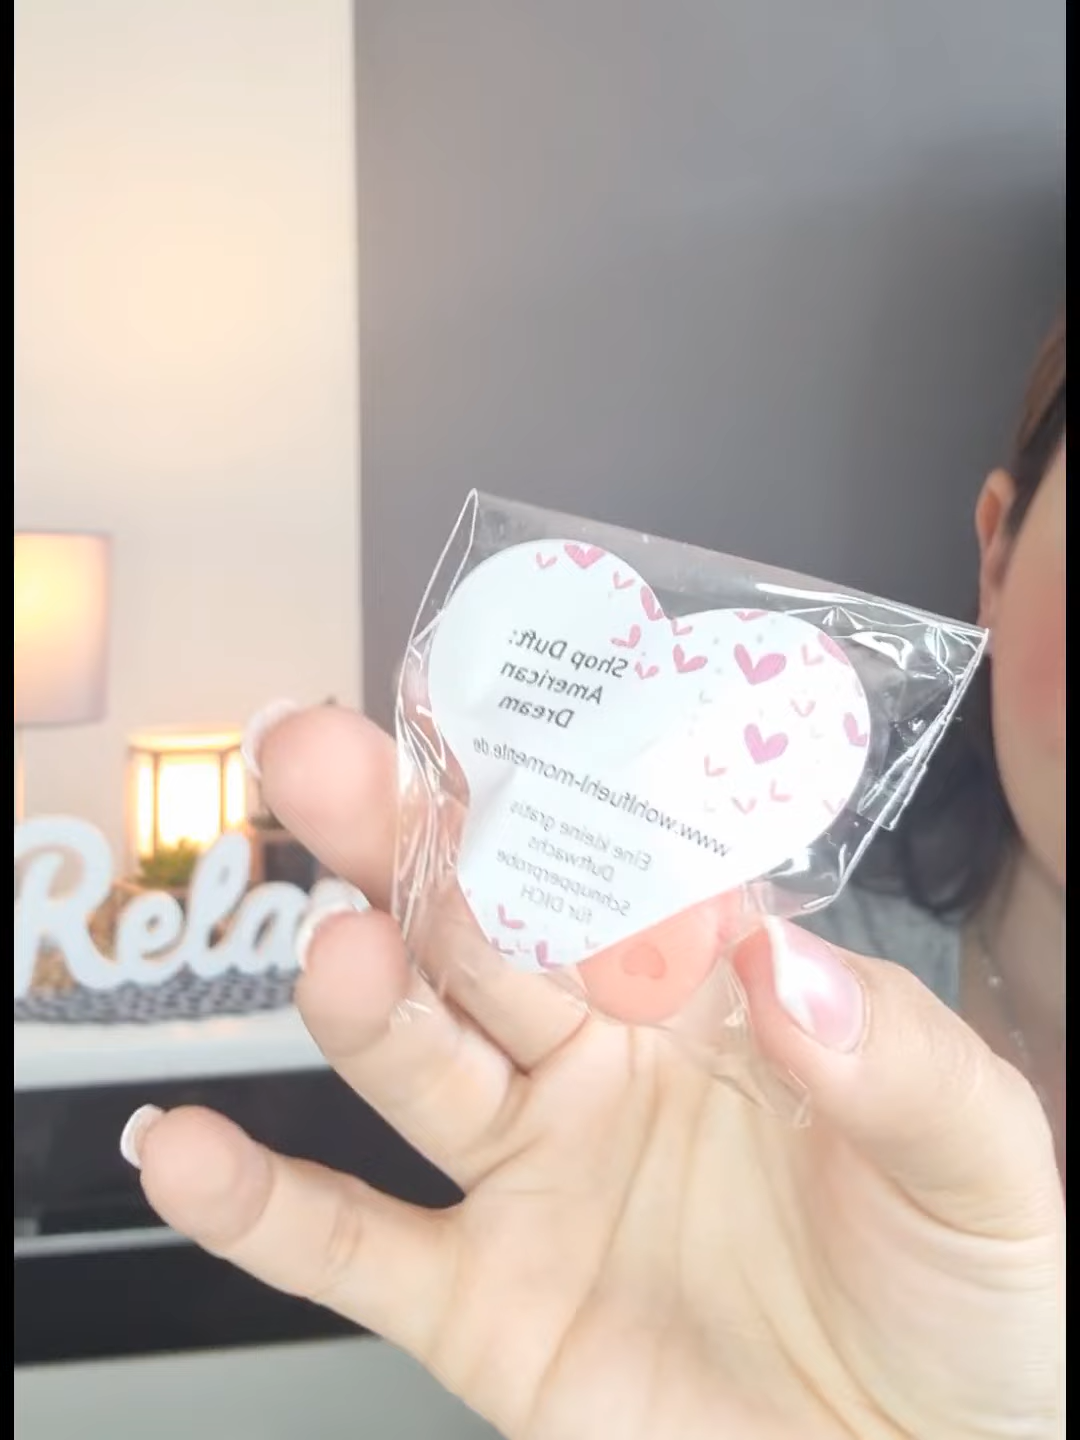 Shop Duft:
American
Dream
www.wohlfuehl-momente.de
Eine kleine gratis
Duftwachs
Schnupperprobe
für DICH
Rela